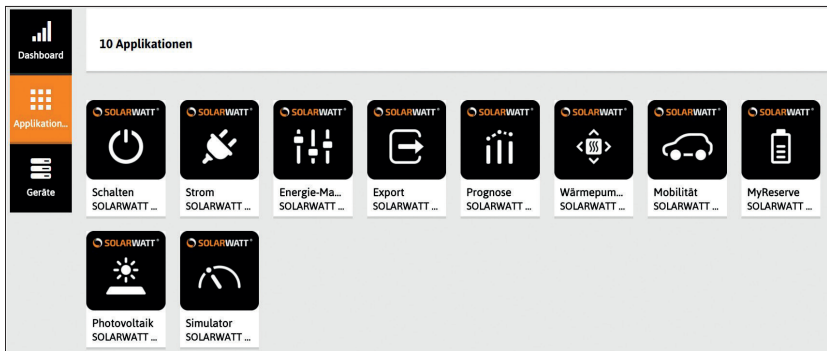 Dashboard
Applikation...
Geräte
10 Applikationen
SOLARWATT® SOLARWATT® SOLARWATT® SOLARWATT® SOLARWATT® SOLARWATT® SOLARWATT® SOLARWATT®
Schalten Strom Energie-Ma... Export Prognose Wärmepum... Mobilität MyReserve
SOLARWATT ... SOLARWATT ... SOLARWATT ... SOLARWATT ... SOLARWATT ... SOLARWATT ... SOLARWATT ... SOLARWATT ...
SOLARWATT® SOLARWATT®
Photovoltaik Simulator
SOLARWATT ... SOLARWATT ...